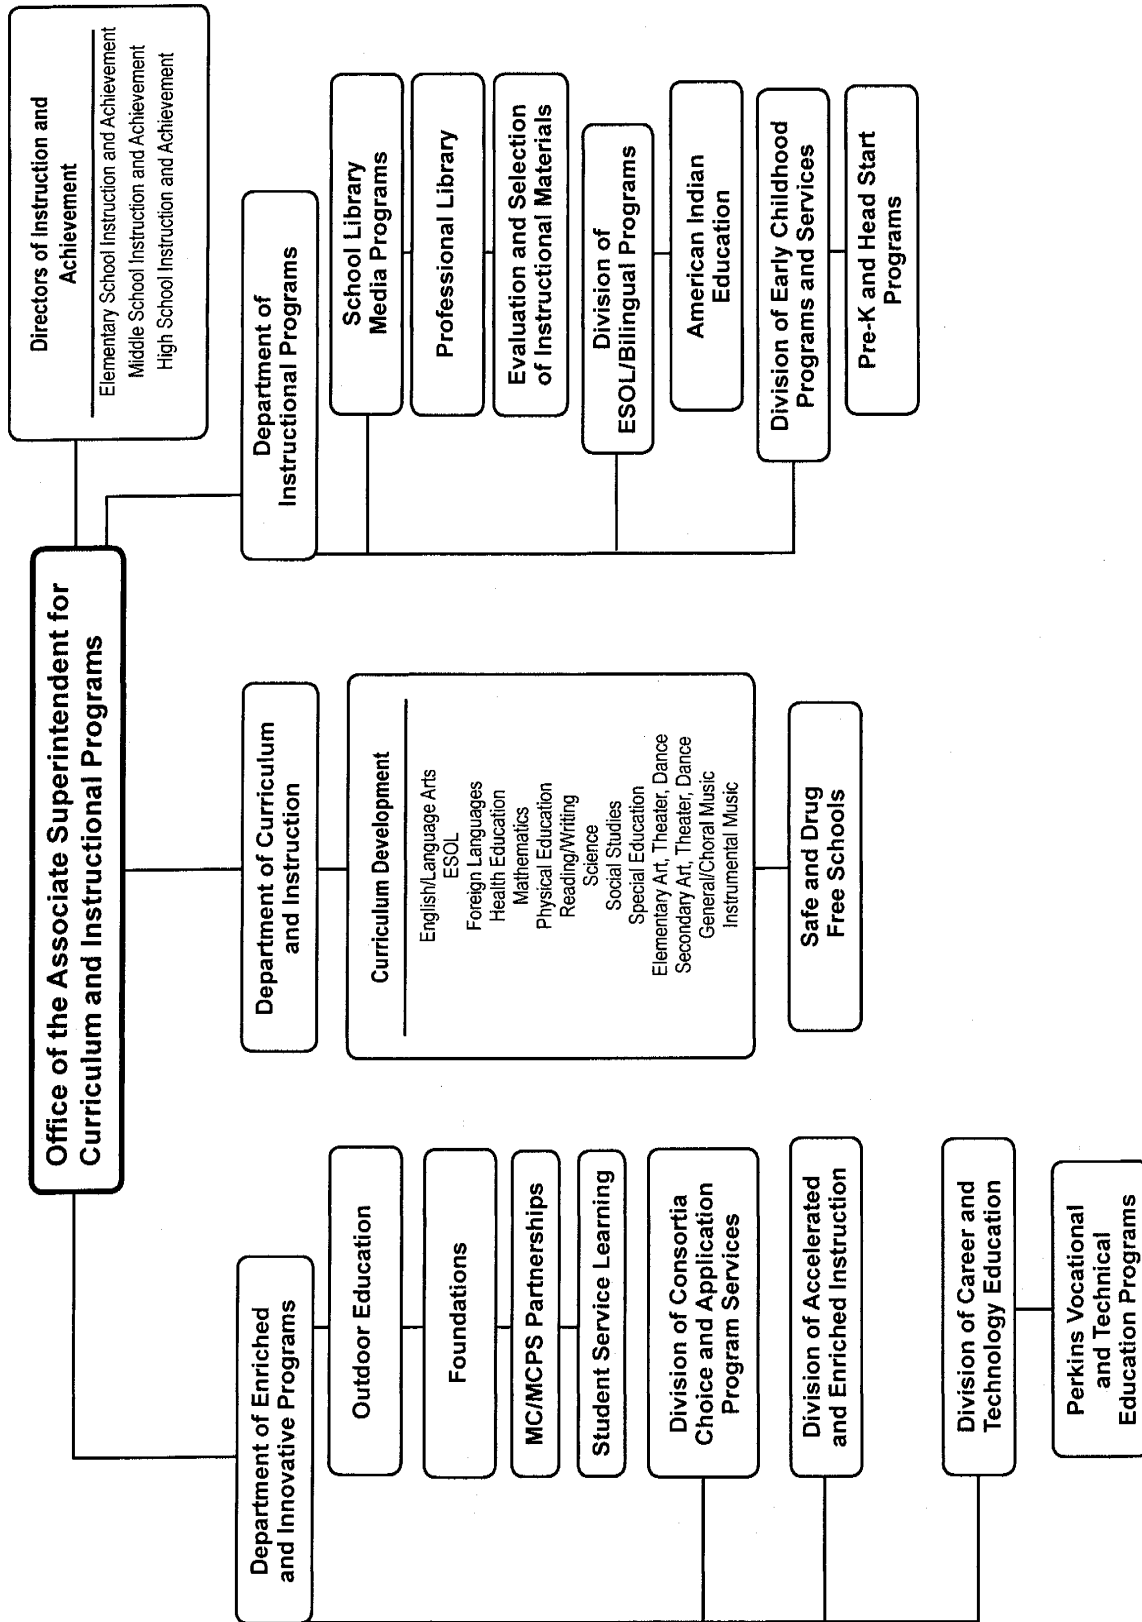 Office of the Associate Superintendent for
Curriculum and Instructional Programs
Directors of Instruction and
Achievement
Elementary School Instruction and Achievement
Middle School Instruction and Achievement
High School Instruction and Achievement
Department of Enriched
and Innovative Programs
Outdoor Education
Foundations
MC/MCPS Partnerships
Student Service Learning
Division of Consortia
Choice and Application
Program Services
Division of Accelerated
and Enriched Instruction
Division of Career and
Technology Education
Perkins Vocational
and Technical
Education Programs
Department of Curriculum
and Instruction
Curriculum Development
English/Language Arts
ESOL
Foreign Languages
Health Education
Mathematics
Physical Education
Reading/Writing
Science
Social Studies
Special Education
Elementary Art, Theater, Dance
Secondary Art, Theater, Dance
General/Choral Music
Instrumental Music
Safe and Drug
Free Schools
Department of
Instructional Programs
School Library
Media Programs
Professional Library
Evaluation and Selection
of Instructional Materials
Division of
ESOL/Bilingual Programs
American Indian
Education
Division of Early Childhood
Programs and Services
Pre-K and Head Start
Programs